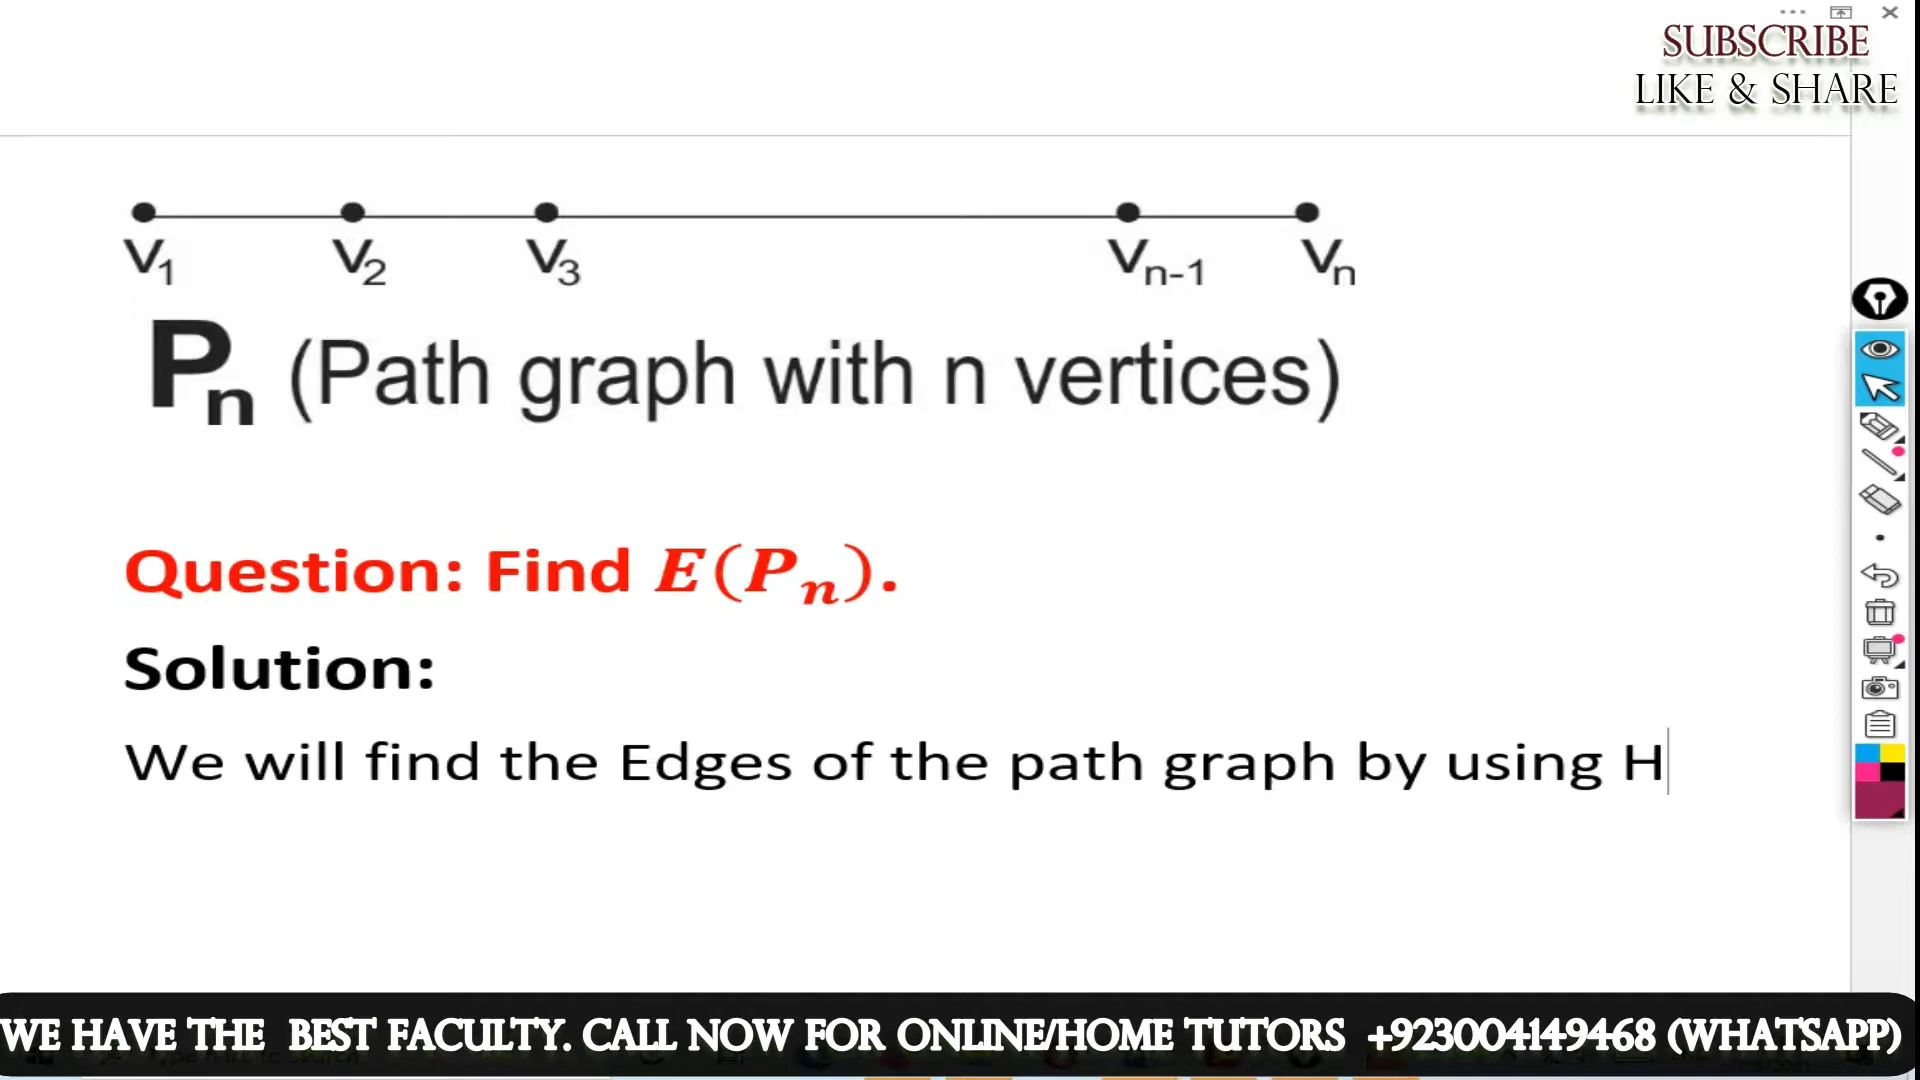 SUBSCRIBE
LIKE & SHARE
V1 V2 V3 Vn-1 Vn
Pn (Path graph with n vertices)
Question: Find E(Pn).
Solution:
We will find the Edges of the path graph by using H
WE HAVE THE BEST FACULTY. CALL NOW FOR ONLINE/HOME TUTORS +923004149468 (WHATSAPP)